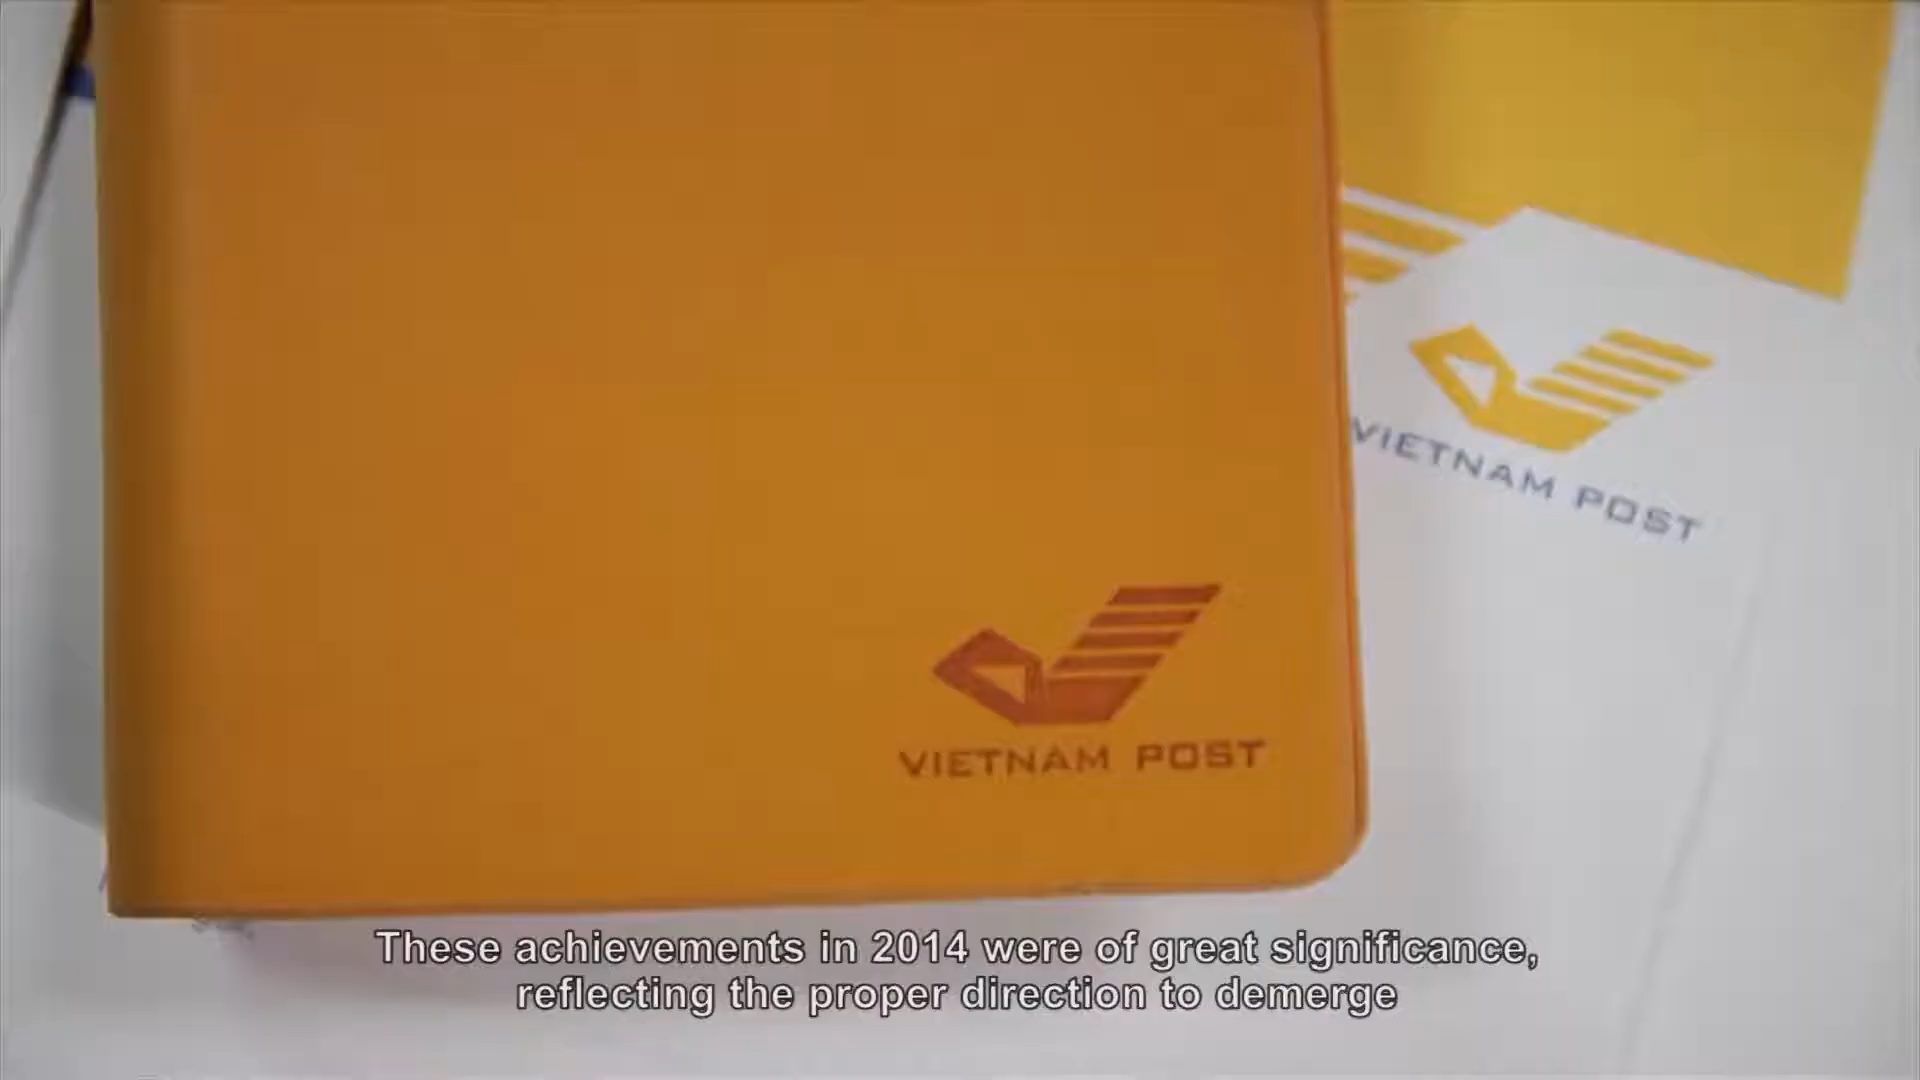 VIETNAM POST
VIETNAM POST
These achievements in 2014 were of great significance,
reflecting the proper direction to demerge